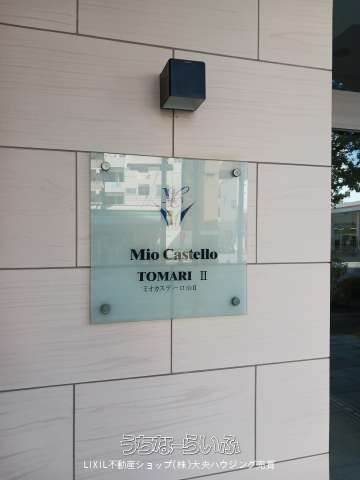 Mio Castello
TOMARI II
ミオカステーロ泊II
うちなーらいふ
LIXIL不動産ショップ(株)大央ハウジング売買